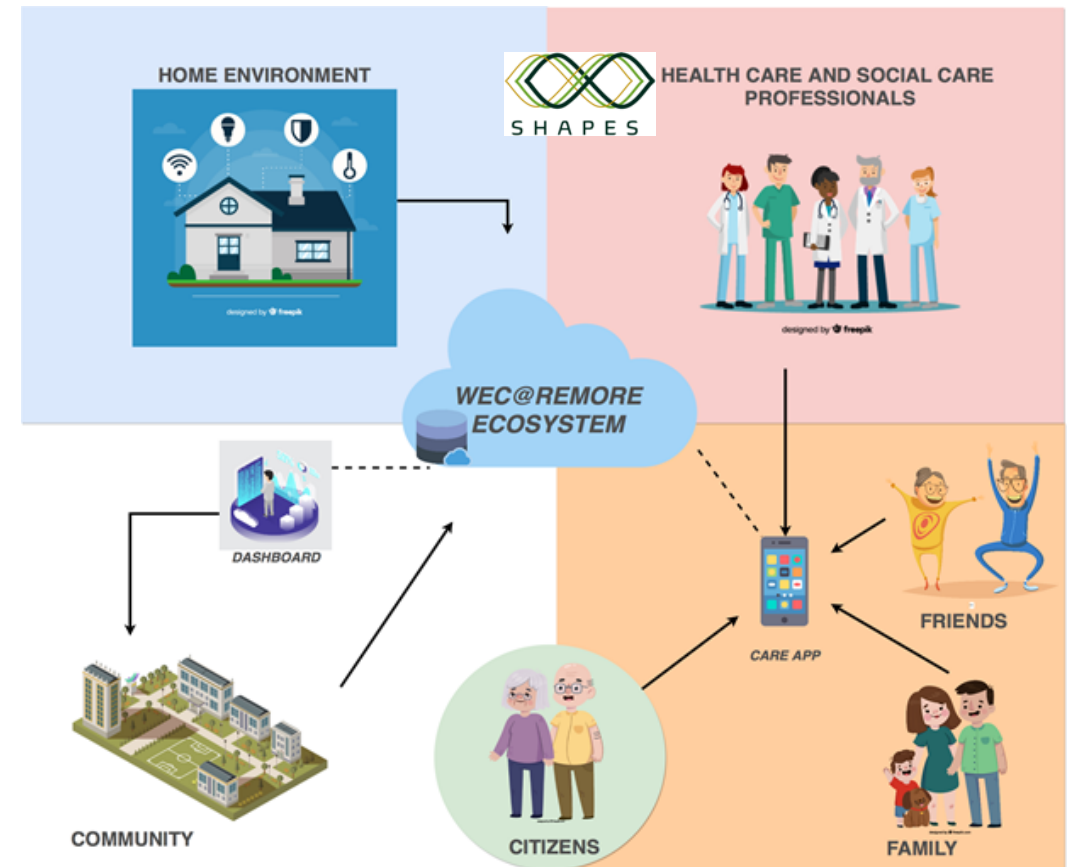 HOME ENVIRONMENT
SHAPES
HEALTH CARE AND SOCIAL CARE
PROFESSIONALS
designed by freepik
designed by freepik
WEC@REMORE
ECOSYSTEM
DASHBOARD
CARE APP
FRIENDS
COMMUNITY
CITIZENS
FAMILY